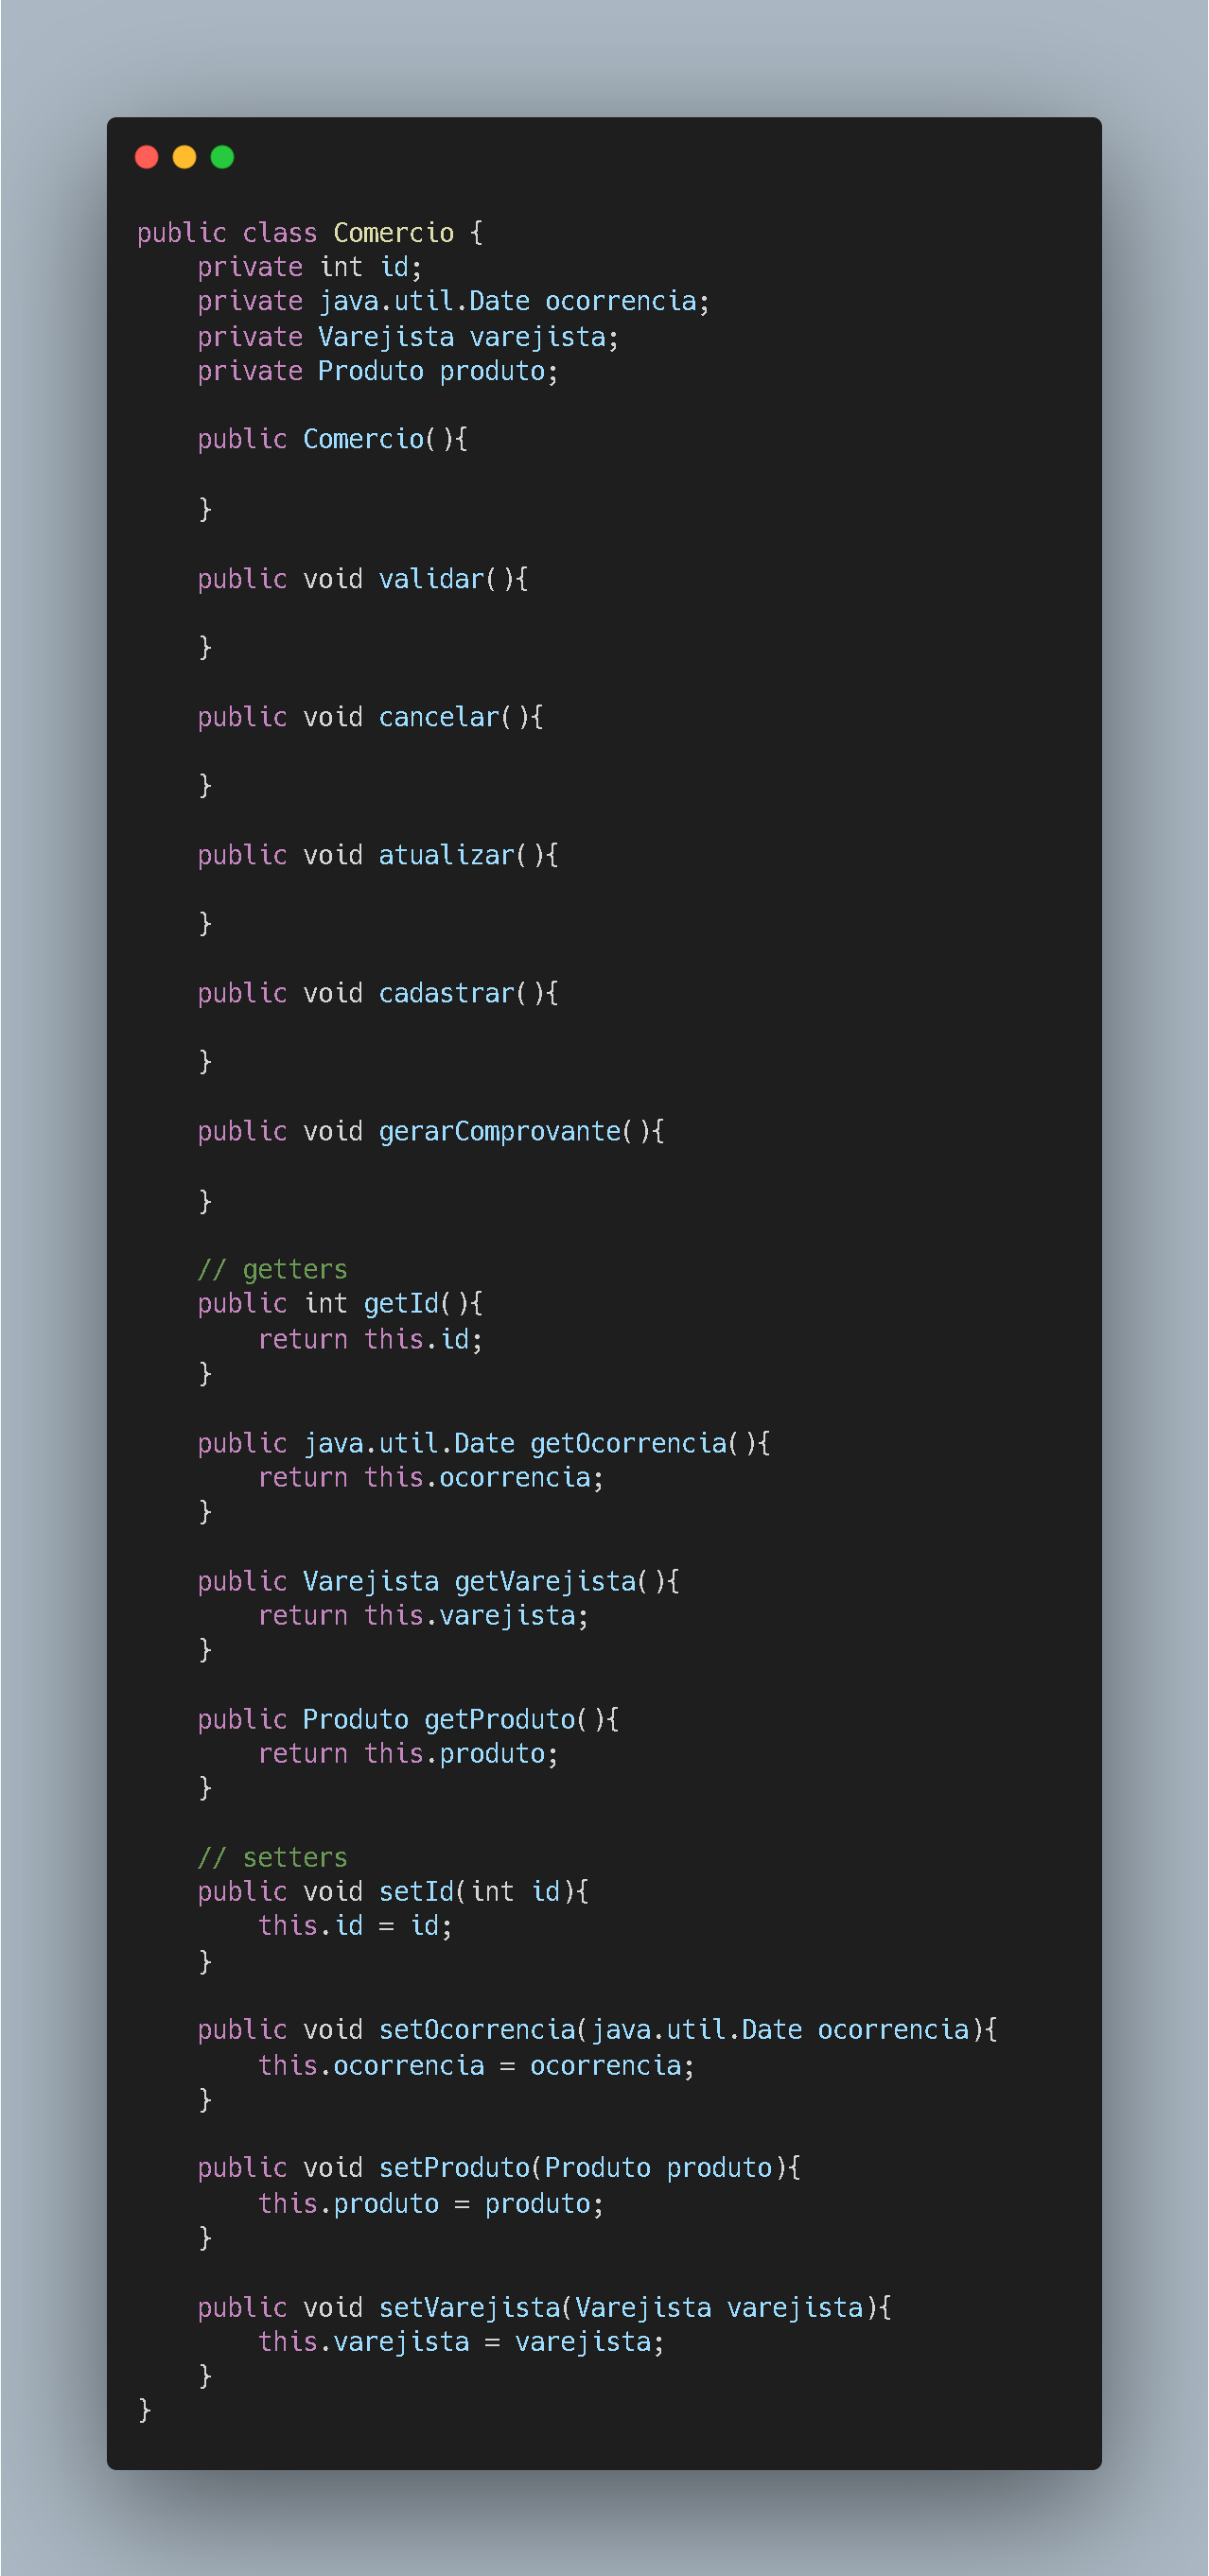 public class Comercio {
    private int id;
    private java.util.Date ocorrencia;
    private Varejista varejista;
    private Produto produto;

    public Comercio(){

    }

    public void validar(){

    }

    public void cancelar(){

    }

    public void atualizar(){

    }

    public void cadastrar(){

    }

    public void gerarComprovante(){

    }

    // getters
    public int getId(){
        return this.id;
    }

    public java.util.Date getOcorrencia(){
        return this.ocorrencia;
    }

    public Varejista getVarejista(){
        return this.varejista;
    }

    public Produto getProduto(){
        return this.produto;
    }

    // setters
    public void setId(int id){
        this.id = id;
    }

    public void setOcorrencia(java.util.Date ocorrencia){
        this.ocorrencia = ocorrencia;
    }

    public void setProduto(Produto produto){
        this.produto = produto;
    }

    public void setVarejista(Varejista varejista){
        this.varejista = varejista;
    }
}